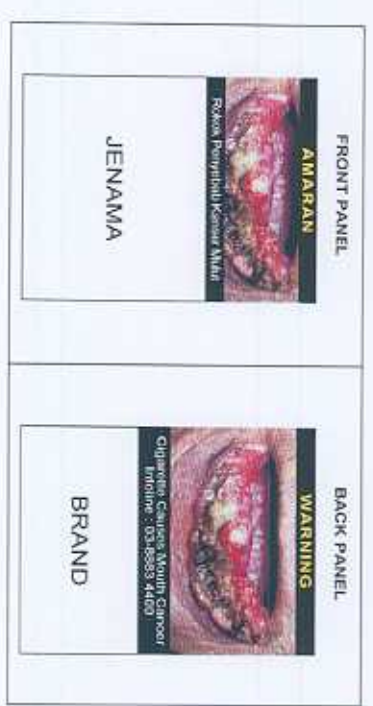 FRONT PANEL
AMARAN
Rokok Penyebab Kanser Mulut
JENAMA
BACK PANEL
WARNING
Cigarette Causes Mouth Cancer
Infoline : 03-8883 4400
BRAND